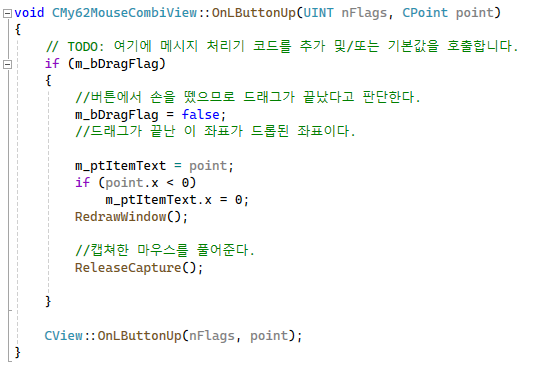 void CMy62MouseCombiView::OnLButtonUp(UINT nFlags, CPoint point)
{
// TODO: 여기에 메시지 처리기 코드를 추가 및/또는 기본값을 호출합니다.
if (m_bDragFlag)
{
//버튼에서 손을 뗐으므로 드래그가 끝났다고 판단한다.
m_bDragFlag = false;
//드래그가 끝난 이 좌표가 드롭된 좌표이다.
m_ptItemText = point;
if (point.x < 0)
m_ptItemText.x = 0;
RedrawWindow();
//캡쳐한 마우스를 풀어준다.
ReleaseCapture();
}
CView::OnLButtonUp(nFlags, point);
}